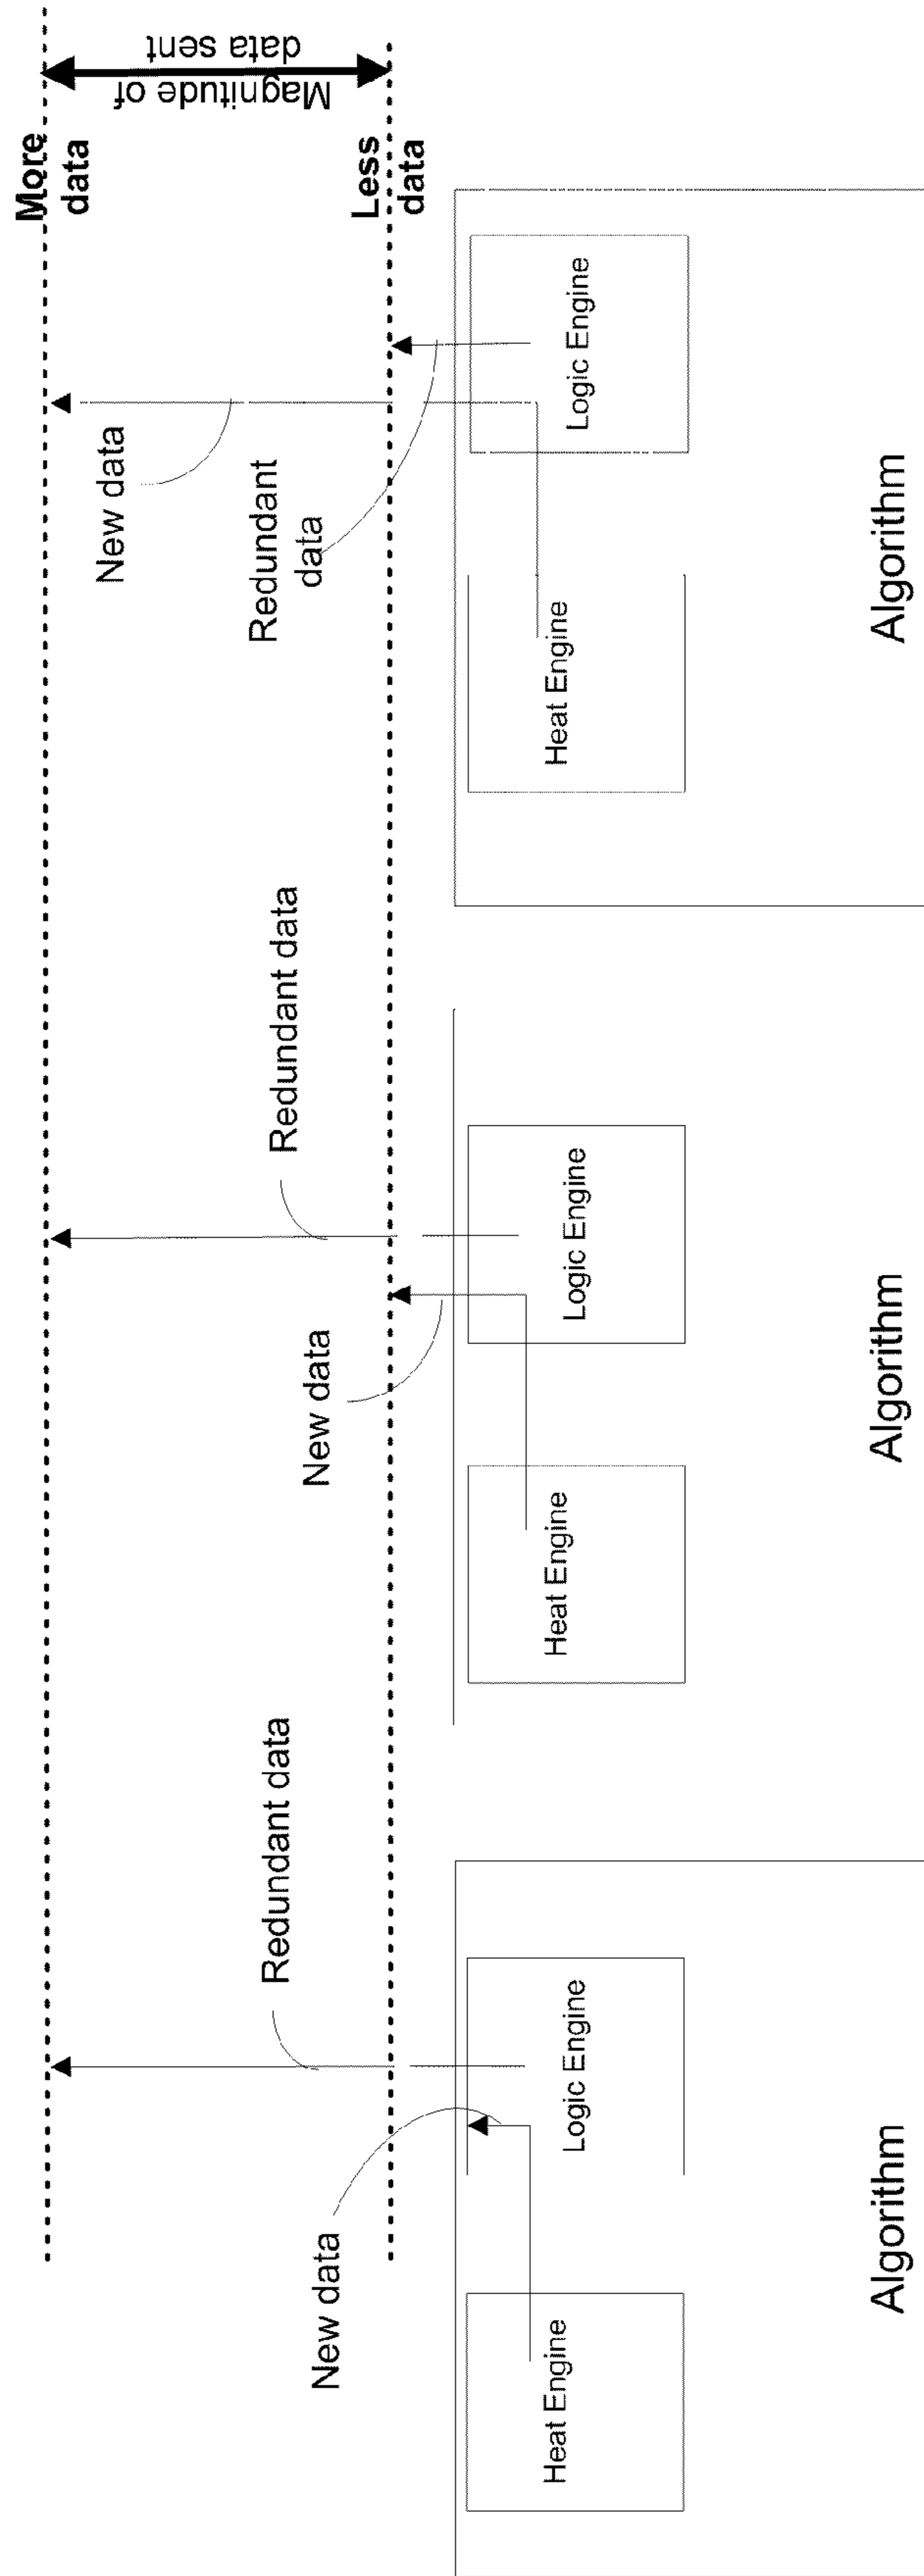 More
data
Magnitude of
data sent
Less
data
New data
Redundant data
Heat Engine
Logic Engine
Algorithm
Redundant data
New data
Heat Engine
Logic Engine
Algorithm
New data
Redundant
data
Heat Engine
Logic Engine
Algorithm